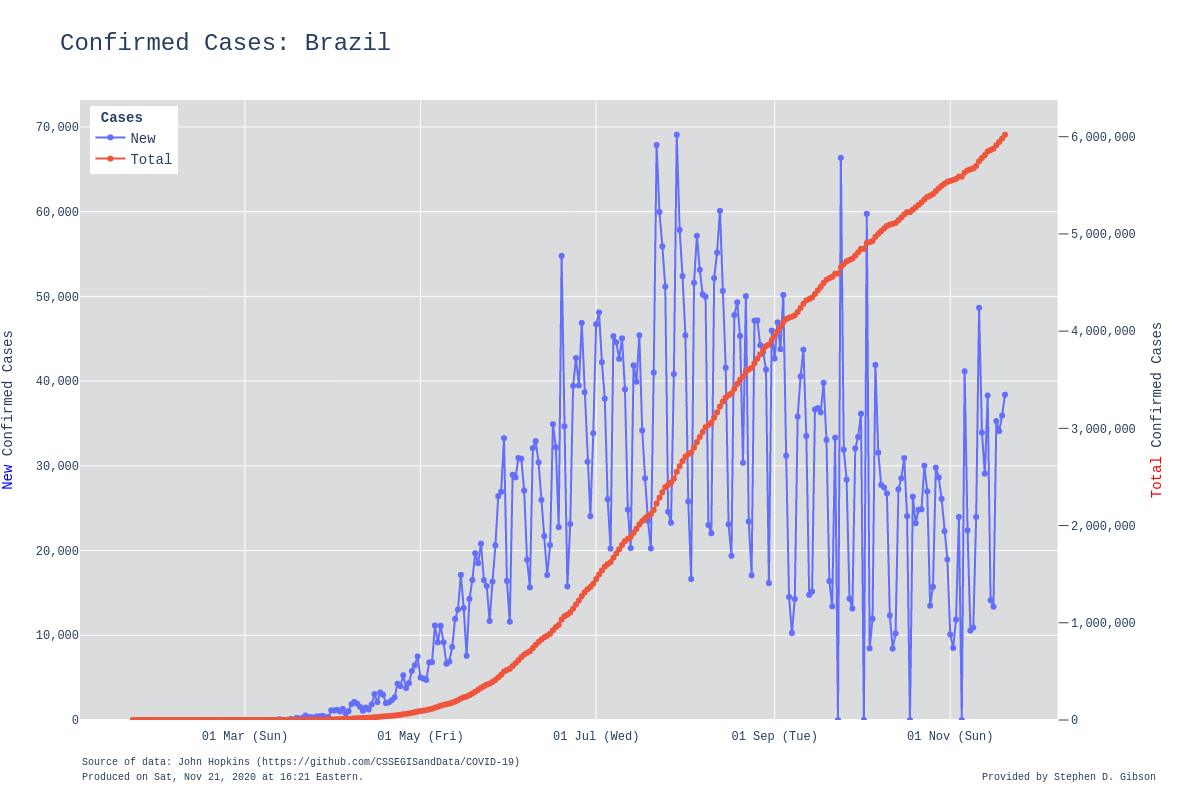 Confirmed Cases: Brazil
Cases
New
Total
70,000
60,000
50,000
40,000
30,000
20,000
10,000
0
New Confirmed Cases
6,000,000
5,000,000
4,000,000
3,000,000
2,000,000
1,000,000
0
Total Confirmed Cases
01 Mar (Sun)
01 May (Fri)
01 Jul (Wed)
01 Sep (Tue)
01 Nov (Sun)
Source of data: John Hopkins (https://github.com/CSSEGISandData/COVID-19)
Produced on Sat, Nov 21, 2020 at 16:21 Eastern.
Provided by Stephen D. Gibson